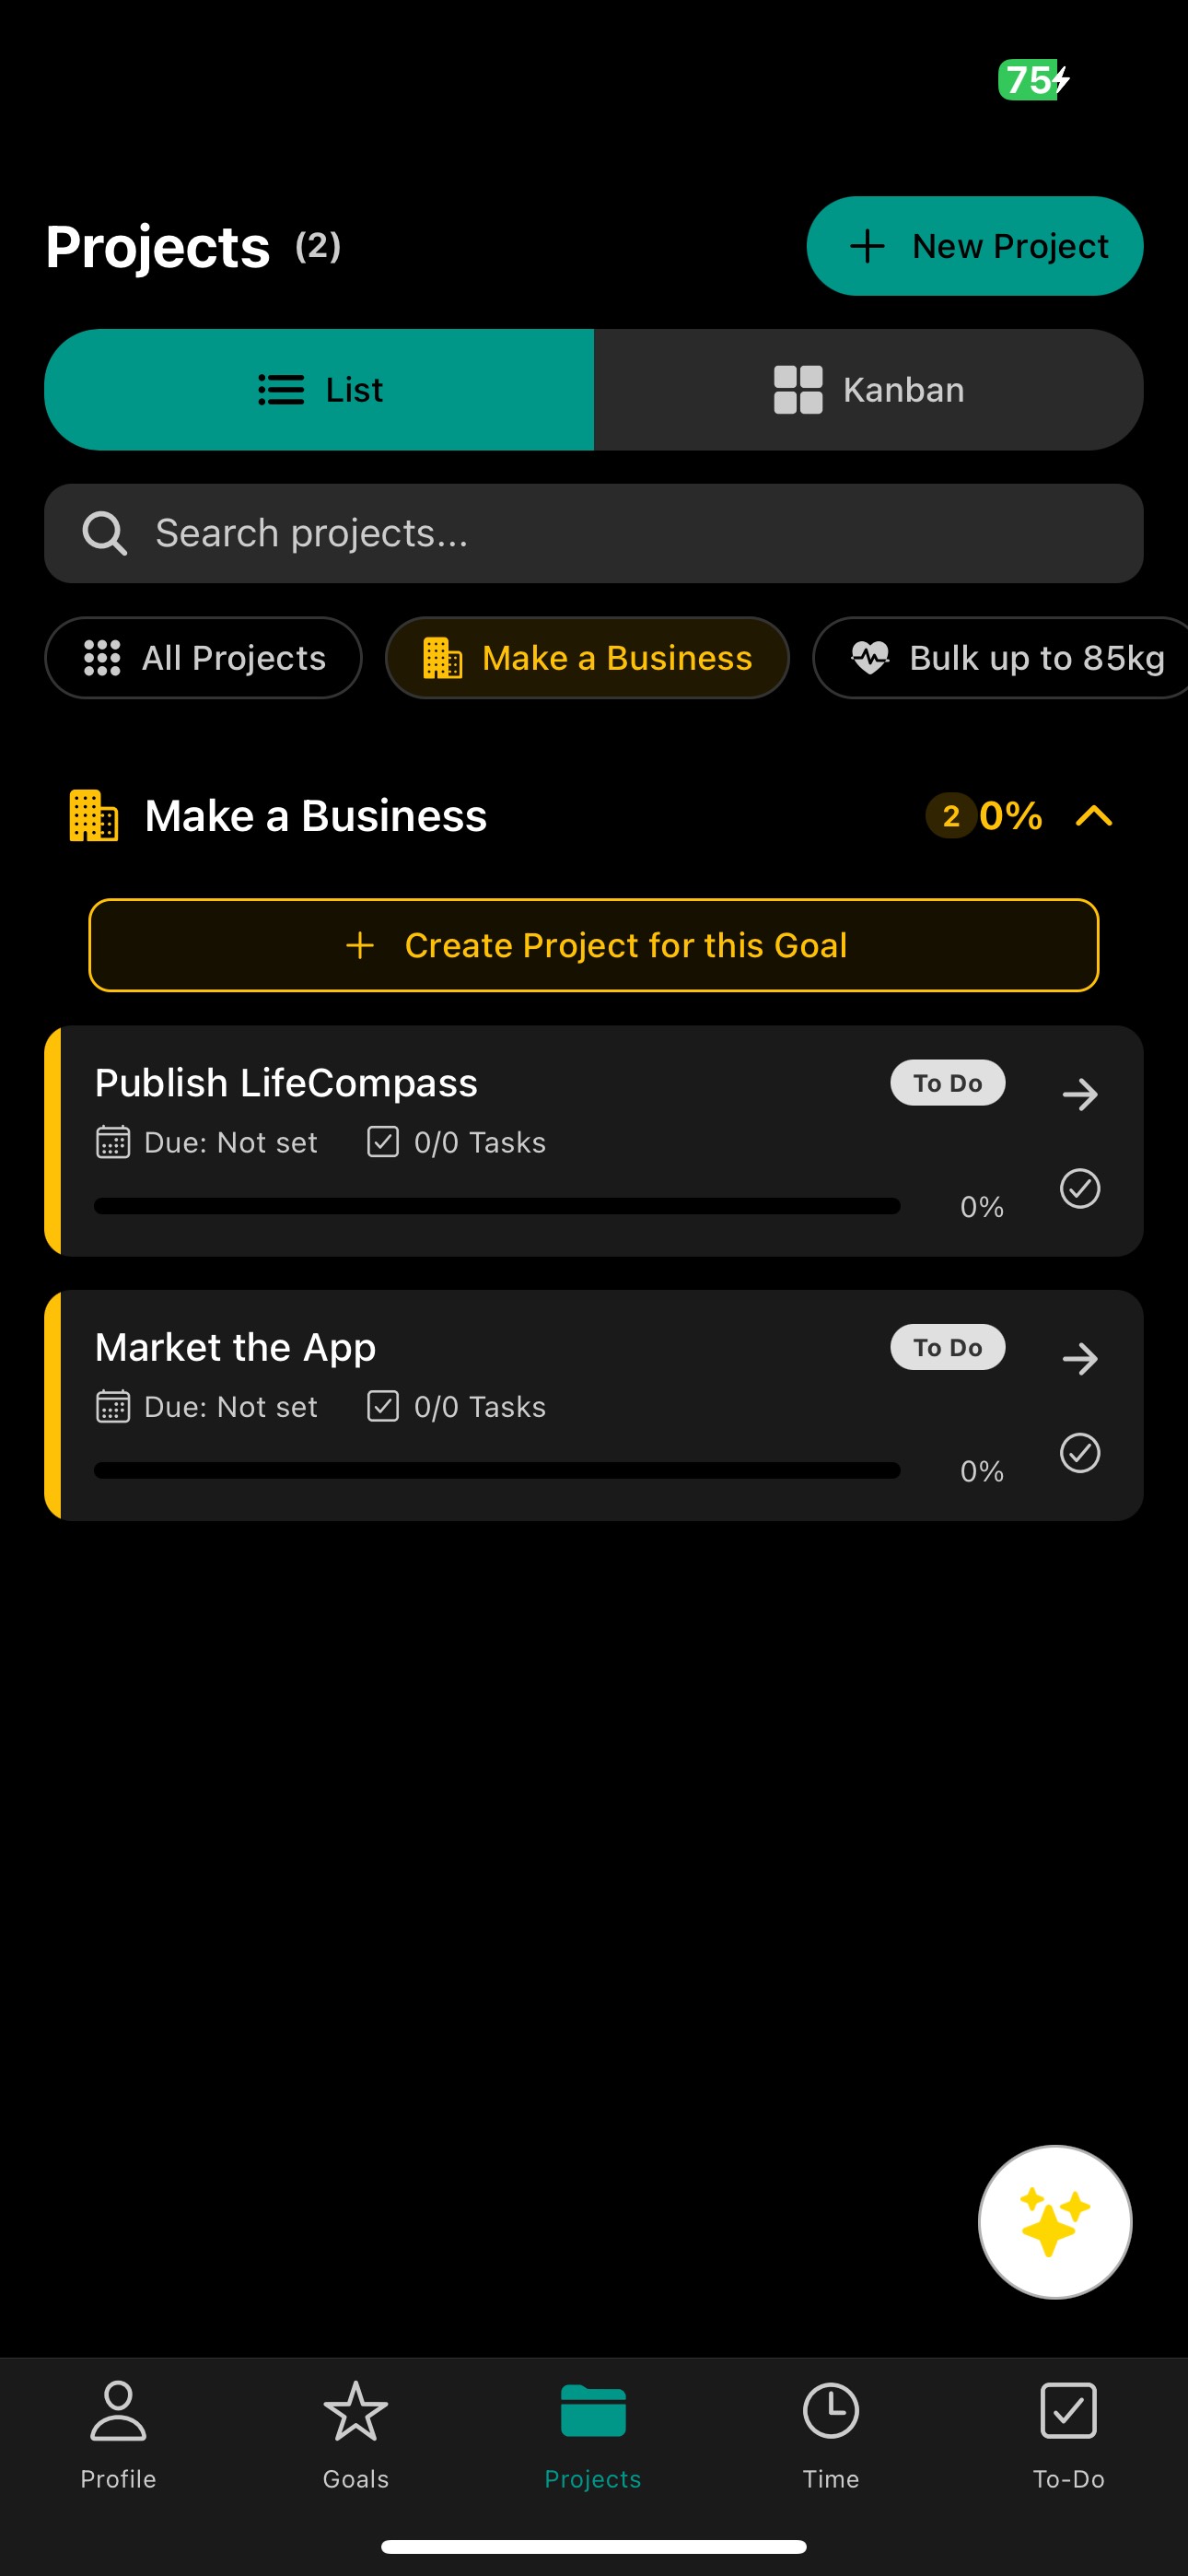 75
Projects (2)
+ New Project
List
Kanban
Search projects...
All Projects
Make a Business
Bulk up to 85kg
Make a Business
2
0%
+ Create Project for this Goal
Publish LifeCompass
To Do
Due: Not set
0/0 Tasks
0%
Market the App
To Do
Due: Not set
0/0 Tasks
0%
Profile
Goals
Projects
Time
To-Do